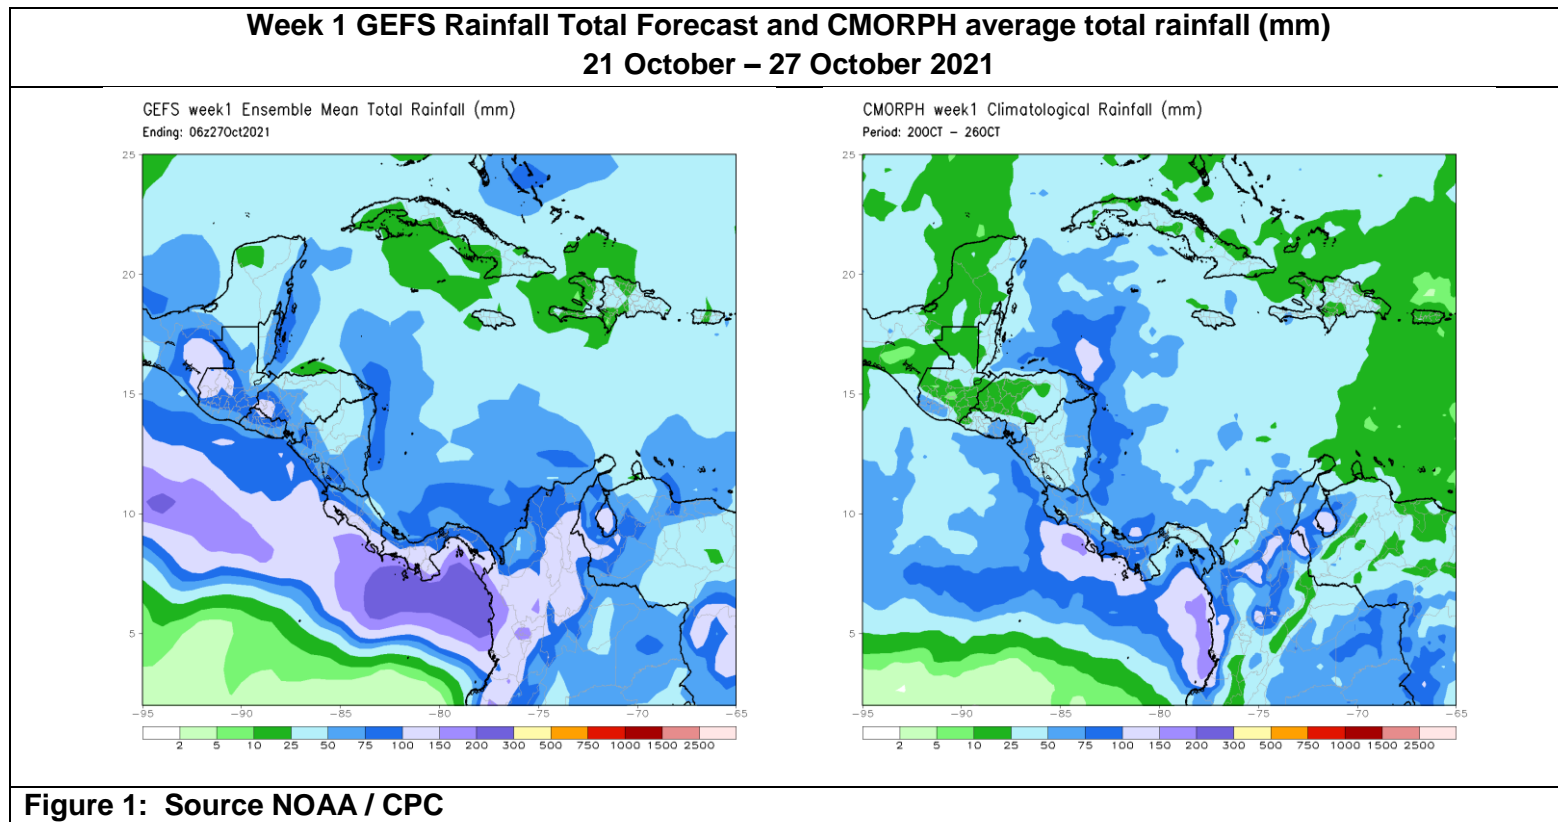 Week 1 GEFS Rainfall Total Forecast and CMORPH average total rainfall (mm)
21 October – 27 October 2021
GEFS week1 Ensemble Mean Total Rainfall (mm)
Ending: 06z27Oct2021
25
20
15
10
5
-95 -90 -85 -80 -75 -70 -65
2 5 10 25 50 75 100 150 200 300 500 750 1000 1500 2500
CMORPH week1 Climatological Rainfall (mm)
Period: 20OCT – 26OCT
25
20
15
10
5
-95 -90 -85 -80 -75 -70 -65
2 5 10 25 50 75 100 150 200 300 500 750 1000 1500 2500
Figure 1: Source NOAA / CPC